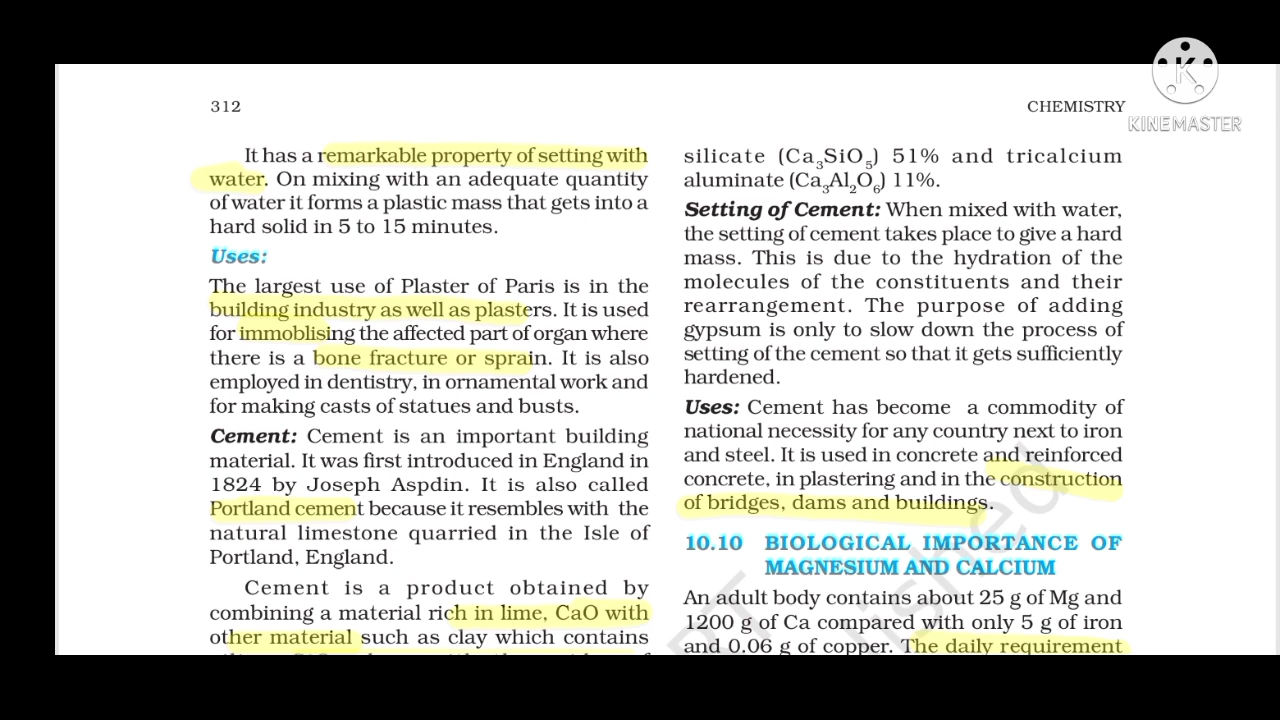 312
CHEMISTRY
KINEMASTER
It has a remarkable property of setting with
water. On mixing with an adequate quantity
of water it forms a plastic mass that gets into a
hard solid in 5 to 15 minutes.
Uses:
The largest use of Plaster of Paris is in the
building industry as well as plasters. It is used
for immoblising the affected part of organ where
there is a bone fracture or sprain. It is also
employed in dentistry, in ornamental work and
for making casts of statues and busts.
Cement: Cement is an important building
material. It was first introduced in England in
1824 by Joseph Aspdin. It is also called
Portland cement because it resembles with the
natural limestone quarried in the Isle of
Portland, England.
Cement is a product obtained by
combining a material rich in lime, CaO with
other material such as clay which contains
silicate (Ca₃SiO₅) 51% and tricalcium
aluminate (Ca₃Al₂O₆) 11%.
Setting of Cement: When mixed with water,
the setting of cement takes place to give a hard
mass. This is due to the hydration of the
molecules of the constituents and their
rearrangement. The purpose of adding
gypsum is only to slow down the process of
setting of the cement so that it gets sufficiently
hardened.
Uses: Cement has become a commodity of
national necessity for any country next to iron
and steel. It is used in concrete and reinforced
concrete, in plastering and in the construction
of bridges, dams and buildings.
10.10 BIOLOGICAL IMPORTANCE OF
MAGNESIUM AND CALCIUM
An adult body contains about 25 g of Mg and
1200 g of Ca compared with only 5 g of iron
and 0.06 g of copper. The daily requirement